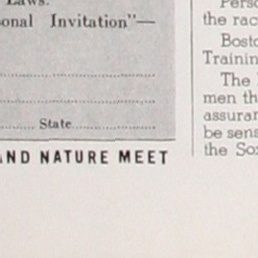 Laws.
onal Invitation"—
State
AND NATURE MEET
Perso
the rac
Bosto
Training
The
men th
assuran
be sens
the Sox